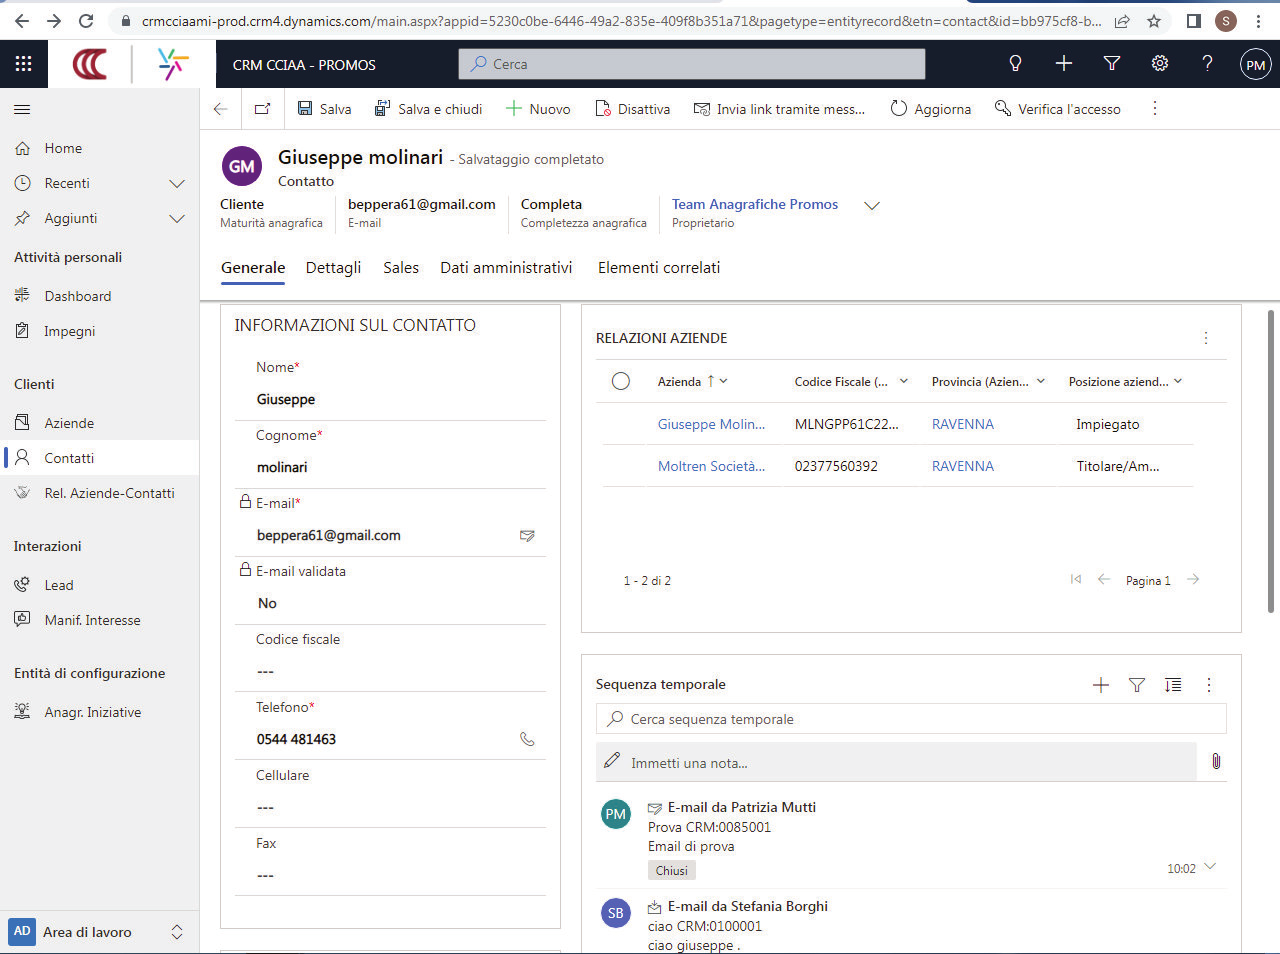 crmcciaami-prod.crm4.dynamics.com/main.aspx?appid=5230c0be-6446-49a2-835e-409f8b351a71&pagetype=entityrecord&etn=contact&id=bb975cf8-b...
S
CRM CCIAA - PROMOS
Cerca
PM
Salva
Salva e chiudi
Nuovo
Disattiva
Invia link tramite mess...
Aggiorna
Verifica l'accesso
Home
Recenti
Aggiunti
Attività personali
Dashboard
Impegni
Clienti
Aziende
Contatti
Rel. Aziende-Contatti
Interazioni
Lead
Manif. Interesse
Entità di configurazione
Anagr. Iniziative
AD
Area di lavoro
GM
Giuseppe molinari - Salvataggio completato
Contatto
Cliente
Maturità anagrafica
beppera61@gmail.com
E-mail
Completa
Completezza anagrafica
Team Anagrafiche Promos
Proprietario
Generale
Dettagli
Sales
Dati amministrativi
Elementi correlati
INFORMAZIONI SUL CONTATTO
Nome*
Giuseppe
Cognome*
molinari
E-mail*
beppera61@gmail.com
E-mail validata
No
Codice fiscale
---
Telefono*
0544 481463
Cellulare
---
Fax
---
RELAZIONI AZIENDE
Azienda ↑
Codice Fiscale (...
Provincia (Azien...
Posizione aziend...
Giuseppe Molin...
MLNGPP61C22...
RAVENNA
Impiegato
Moltren Società...
02377560392
RAVENNA
Titolare/Am...
1 - 2 di 2
Pagina 1
Sequenza temporale
Cerca sequenza temporale
Immetti una nota...
PM
E-mail da Patrizia Mutti
Prova CRM:0085001
Email di prova
Chiusi
10:02
SB
E-mail da Stefania Borghi
ciao CRM:0100001
ciao giuseppe .